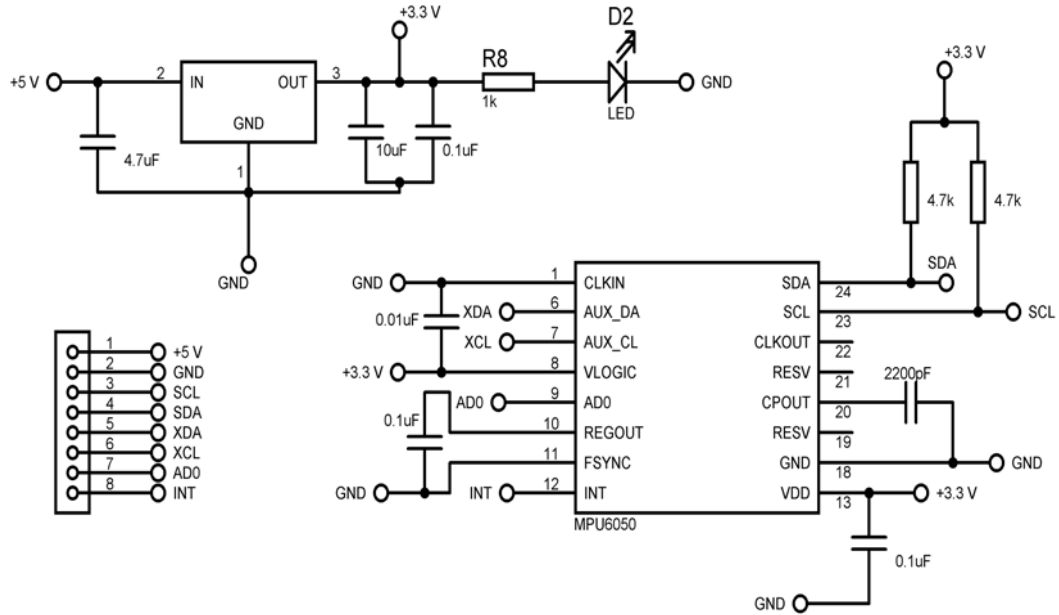 +3.3 V
D2
+5 V
2
IN
OUT
3
R8
GND
GND
1k
LED
4.7uF
1
10uF
0.1uF
GND
+3.3 V
4.7k
4.7k
SDA
SCL
GND
1
CLKIN
SDA
24
0.01uF
XDA
6
AUX_DA
SCL
23
XCL
7
AUX_CL
CLKOUT
22
+3.3 V
8
VLOGIC
RESV
21
2200pF
AD0
9
AD0
CPOUT
20
0.1uF
10
REGOUT
RESV
19
11
FSYNC
GND
18
GND
GND
INT
12
INT
VDD
13
+3.3 V
MPU6050
0.1uF
GND
1
+5 V
2
GND
3
SCL
4
SDA
5
XDA
6
XCL
7
AD0
8
INT